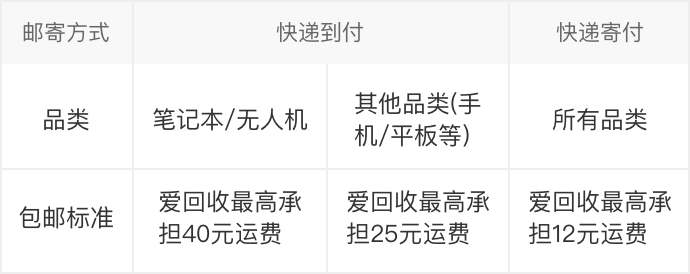 邮寄方式 快递到付 快递寄付
品类 笔记本/无人机 其他品类(手
机/平板等) 所有品类
包邮标准 爱回收最高承
担40元运费 爱回收最高承
担25元运费 爱回收最高承
担12元运费